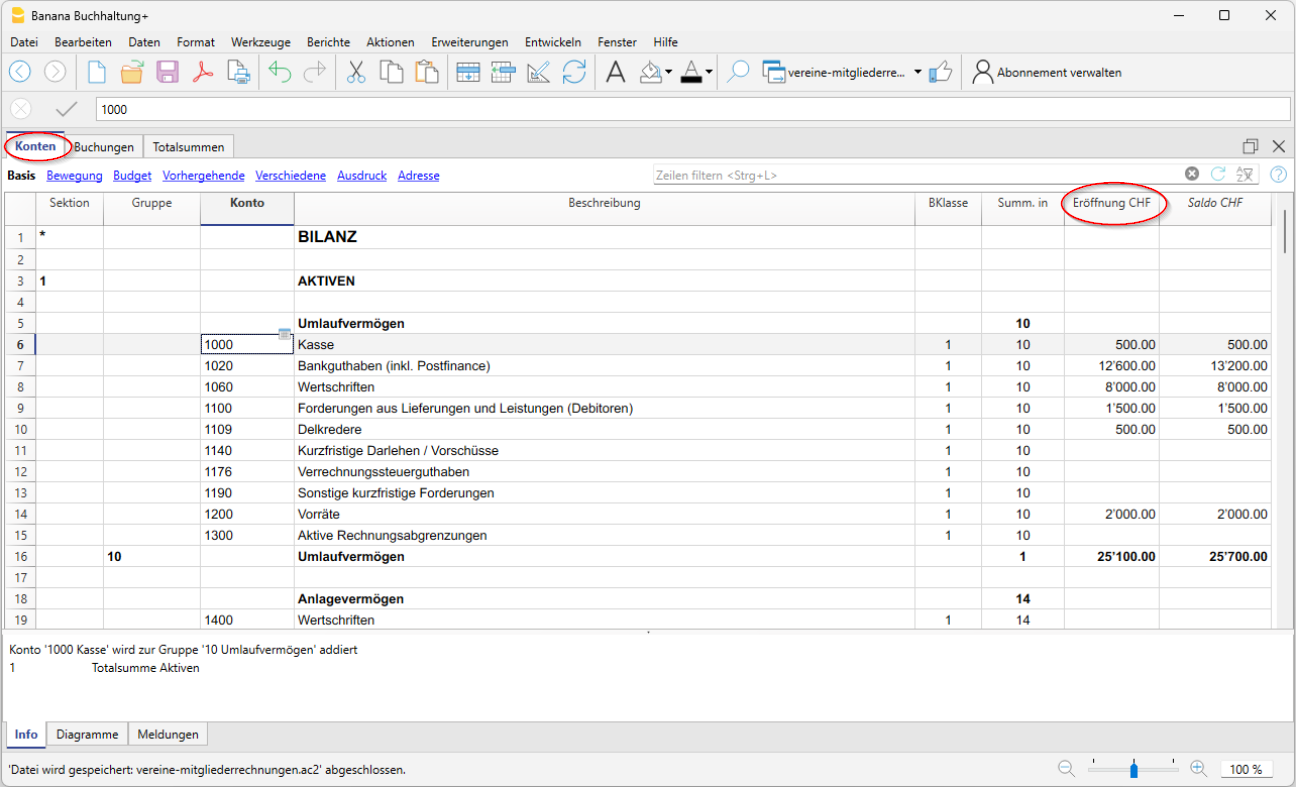 Banana Buchhaltung+
Datei Bearbeiten Daten Format Werkzeuge Berichte Aktionen Erweiterungen Entwickeln Fenster Hilfe
vereine-mitgliederre... Abonnement verwalten
1000
Konten Buchungen Totalsummen
Basis Bewegung Budget Vorhergehende Verschiedene Ausdruck Adresse Zeilen filtern <Strg+L>
Sektion Gruppe Konto Beschreibung BKlasse Summ. in Eröffnung CHF Saldo CHF
1 * BILANZ
2
3 1 AKTIVEN
4
5 Umlaufvermögen 10
6 1000 Kasse 1 10 500.00 500.00
7 1020 Bankguthaben (inkl. Postfinance) 1 10 12'600.00 13'200.00
8 1060 Wertschriften 1 10 8'000.00 8'000.00
9 1100 Forderungen aus Lieferungen und Leistungen (Debitoren) 1 10 1'500.00 1'500.00
10 1109 Delkredere 1 10 500.00 500.00
11 1140 Kurzfristige Darlehen / Vorschüsse 1 10
12 1176 Verrechnungssteuerguthaben 1 10
13 1190 Sonstige kurzfristige Forderungen 1 10
14 1200 Vorräte 1 10 2'000.00 2'000.00
15 1300 Aktive Rechnungsabgrenzungen 1 10
16 10 Umlaufvermögen 1 25'100.00 25'700.00
17
18 Anlagevermögen 14
19 1400 Wertschriften 1 14
Konto '1000 Kasse' wird zur Gruppe '10 Umlaufvermögen' addiert
1 Totalsumme Aktiven
Info Diagramme Meldungen
'Datei wird gespeichert: vereine-mitgliederrechnungen.ac2' abgeschlossen. 100 %